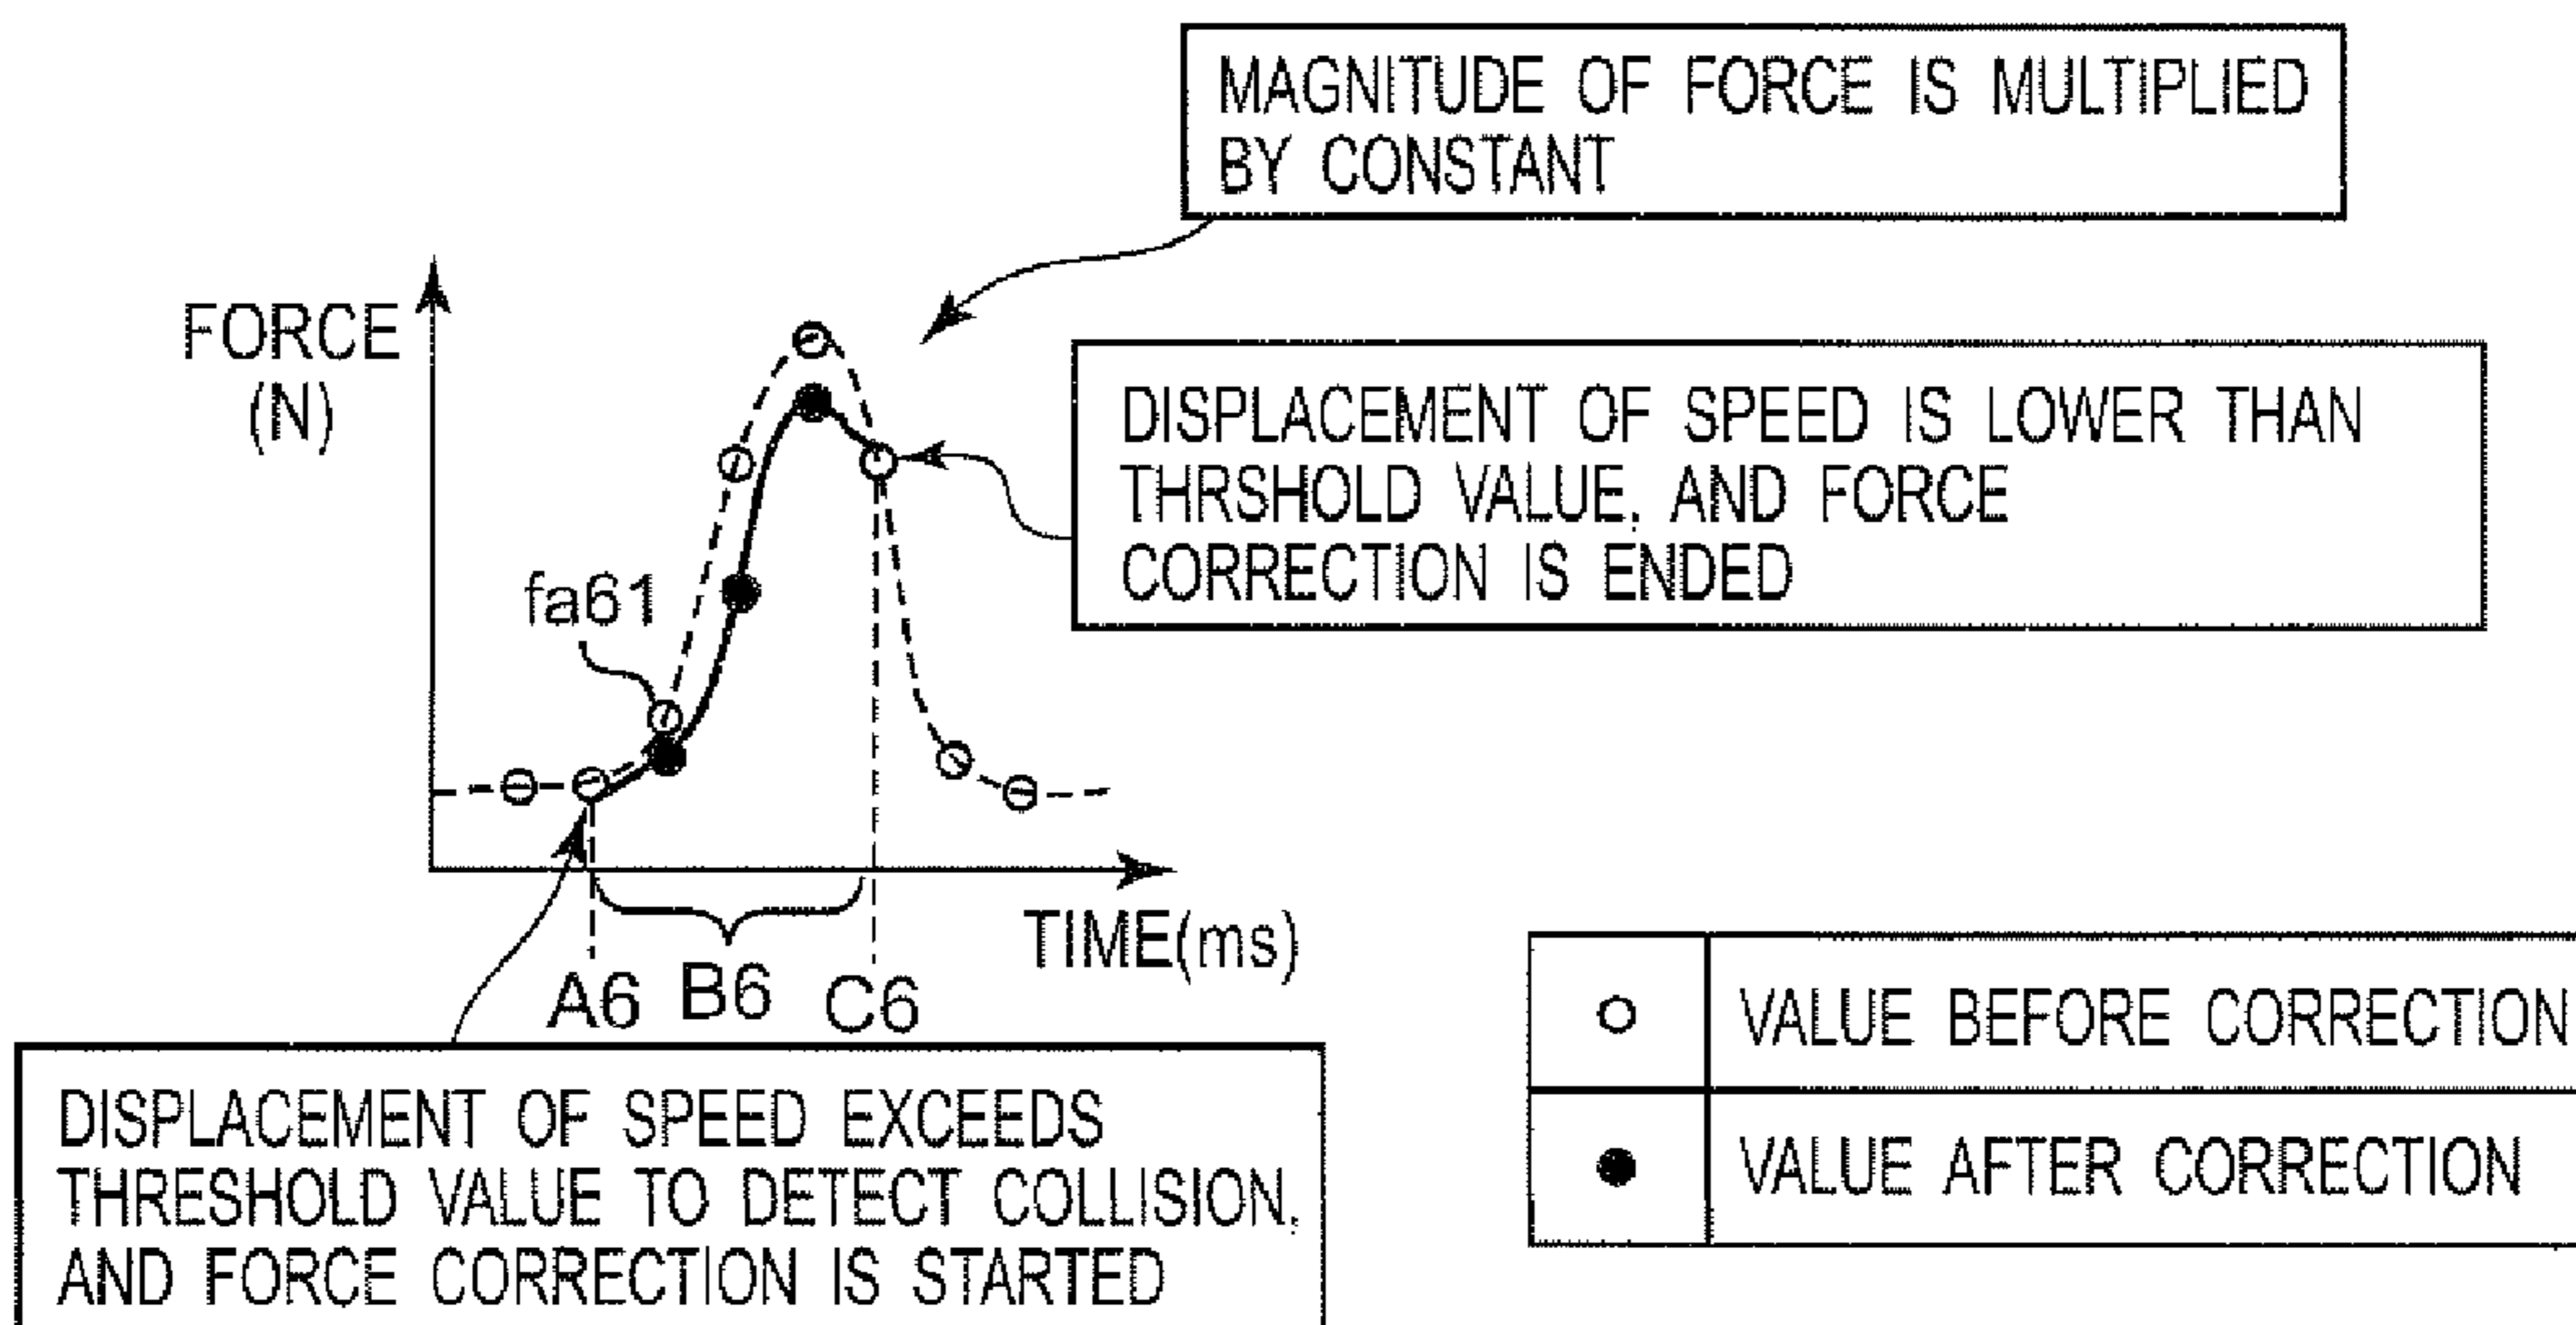 MAGNITUDE OF FORCE IS MULTIPLIED
BY CONSTANT
FORCE
(N)
DISPLACEMENT OF SPEED IS LOWER THAN
THRSHOLD VALUE, AND FORCE
CORRECTION IS ENDED
fa61
TIME(ms)
A6 B6 C6
DISPLACEMENT OF SPEED EXCEEDS
THRESHOLD VALUE TO DETECT COLLISION,
AND FORCE CORRECTION IS STARTED
VALUE BEFORE CORRECTION
VALUE AFTER CORRECTION